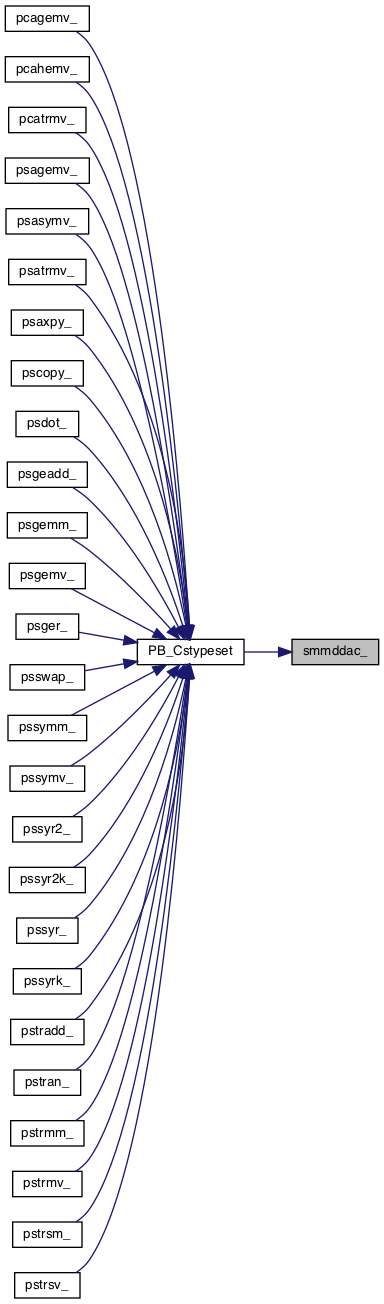 pcagemv_
pcahemv_
pcatrmv_
psagemv_
psasymv_
psatrmv_
psaxpy_
pscopy_
psdot_
psgeadd_
psgemm_
psgemv_
psger_
PB_Cstypeset
smmddac_
psswap_
pssymm_
pssymv_
pssyr2_
pssyr2k_
pssyr_
pssyrk_
pstradd_
pstran_
pstrmm_
pstrmv_
pstrsm_
pstrsv_